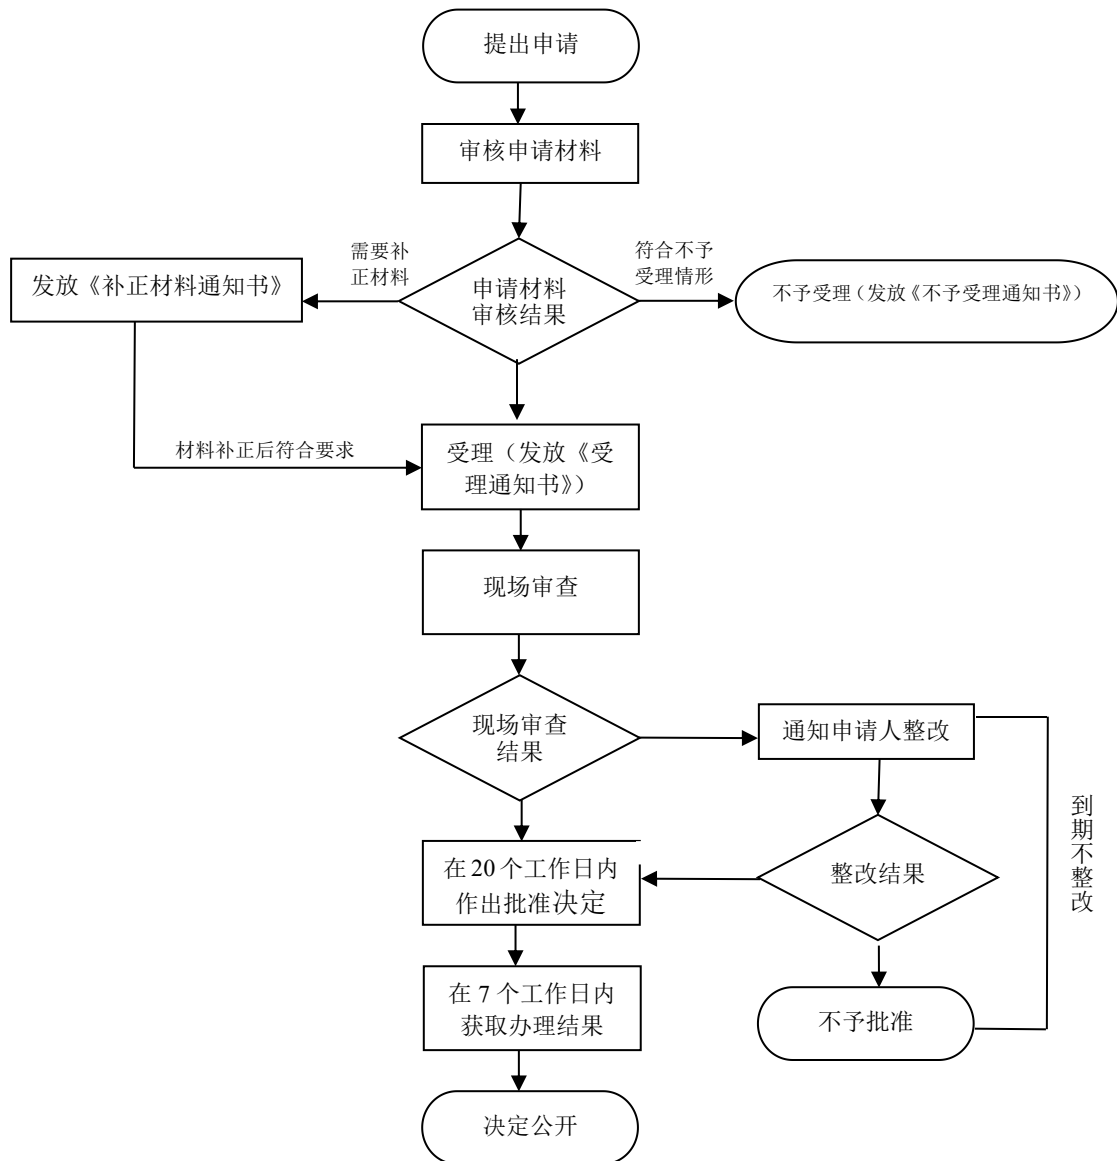 提出申请
审核申请材料
需要补
正材料
符合不予
受理情形
发放《补正材料通知书》
申请材料
审核结果
不予受理（发放《不予受理通知书》）
材料补正后符合要求
受理（发放《受
理通知书》）
现场审查
现场审查
结果
通知申请人整改
到期不整改
在 20 个工作日内
作出批准决定
整改结果
在 7 个工作日内
获取办理结果
不予批准
决定公开